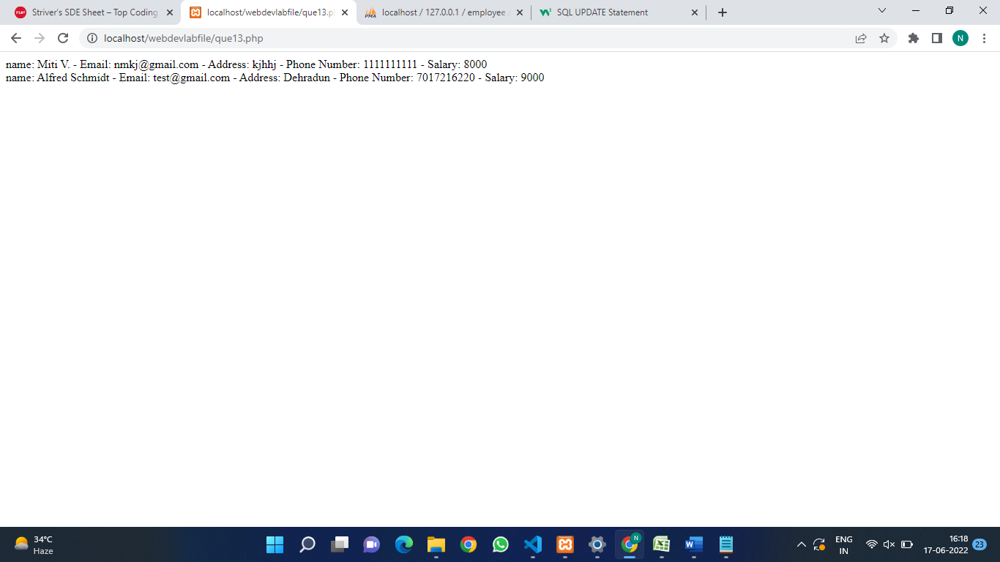 TUF Striver's SDE Sheet – Top Coding
localhost/webdevlabfile/que13.p
PMA localhost / 127.0.0.1 / employee
W3 SQL UPDATE Statement
localhost/webdevlabfile/que13.php
N
name: Miti V. - Email: nmkj@gmail.com - Address: kjhhj - Phone Number: 1111111111 - Salary: 8000
name: Alfred Schmidt - Email: test@gmail.com - Address: Dehradun - Phone Number: 7017216220 - Salary: 9000
34°C
Haze
N
W
ENG
IN
16:18
17-06-2022
23